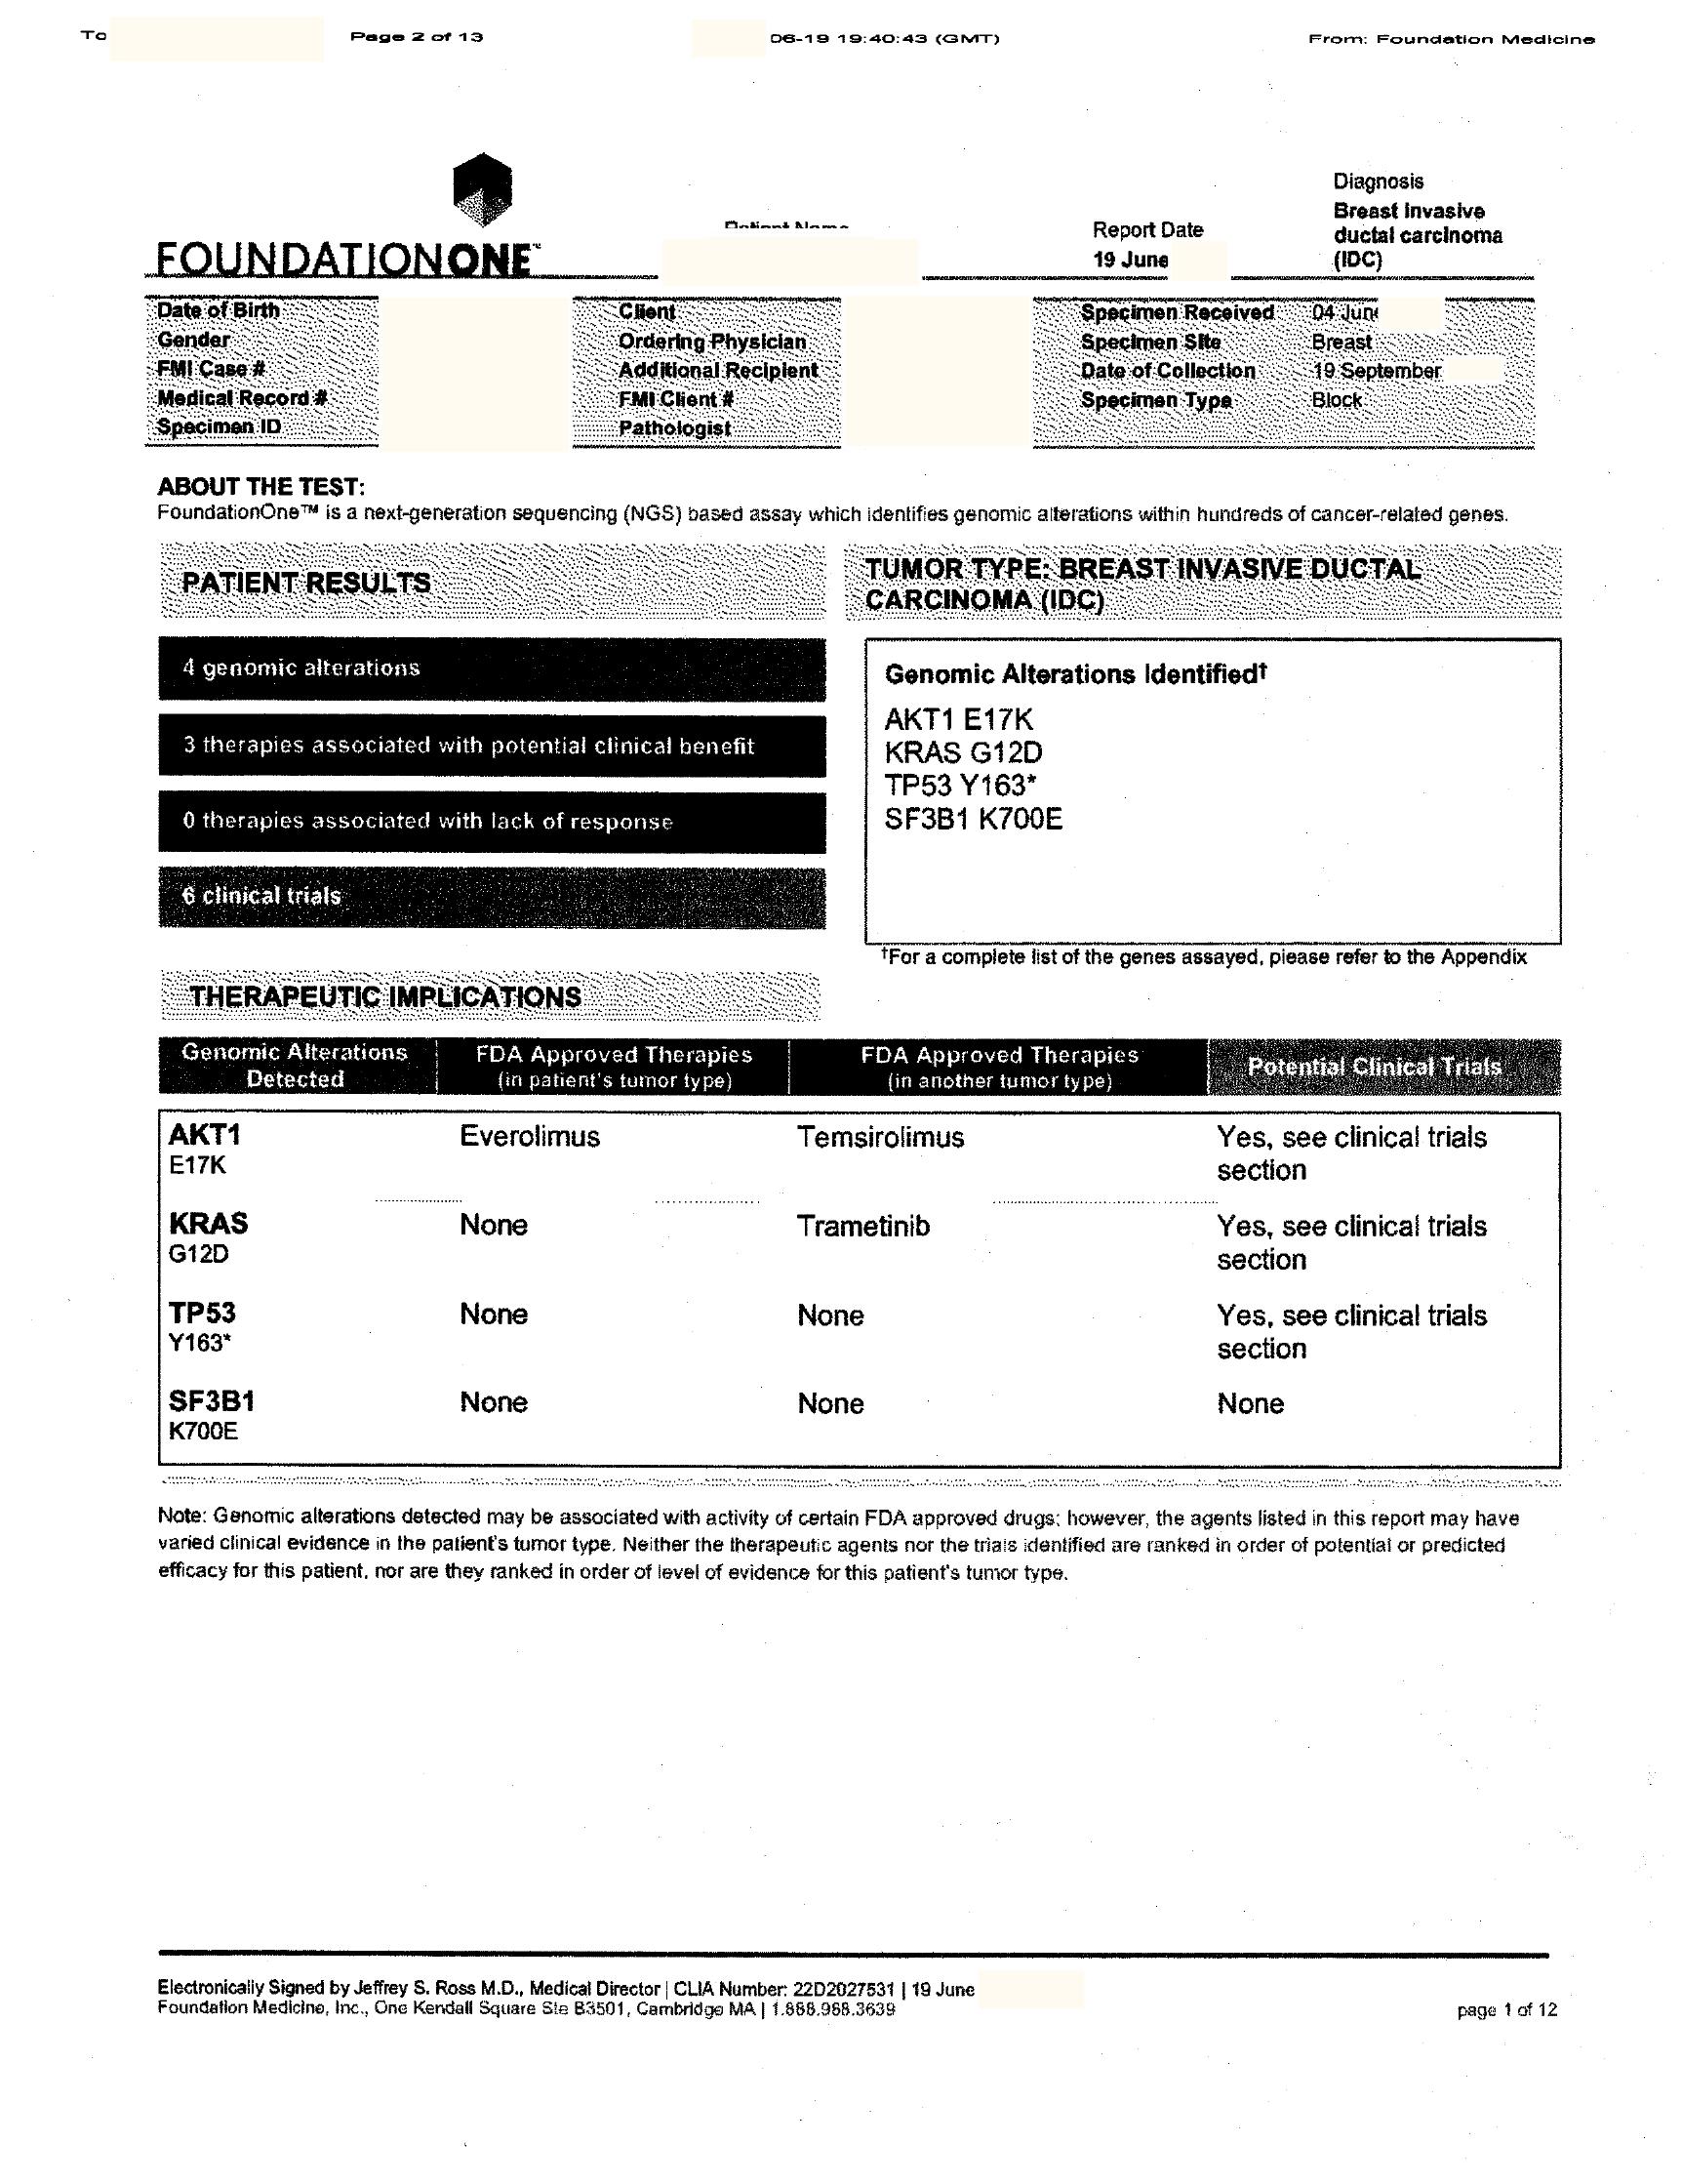 To
Page 2 of 13
06-19 19:40:43 (GMT)
From: Foundation Medicine
Diagnosis
Breast invasive
ductal carcinoma
(IDC)
Patient Name
Report Date
19 June
FOUNDATIONONE™
Date of Birth
Gender
FMI Case #
Medical Record #
Specimen ID
Client
Ordering Physician
Additional Recipient
FMI Client #
Pathologist
Specimen Received 04 June
Specimen Site Breast
Date of Collection 19 September
Specimen Type Block
ABOUT THE TEST:
FoundationOne™ is a next-generation sequencing (NGS) based assay which identifies genomic alterations within hundreds of cancer-related genes.
PATIENT RESULTS
4 genomic alterations
3 therapies associated with potential clinical benefit
0 therapies associated with lack of response
6 clinical trials
TUMOR TYPE: BREAST INVASIVE DUCTAL
CARCINOMA (IDC)
Genomic Alterations Identified†
AKT1 E17K
KRAS G12D
TP53 Y163*
SF3B1 K700E
†For a complete list of the genes assayed, please refer to the Appendix
THERAPEUTIC IMPLICATIONS
Genomic Alterations
Detected
FDA Approved Therapies
(in patient's tumor type)
FDA Approved Therapies
(in another tumor type)
Potential Clinical Trials
AKT1
E17K
Everolimus
Temsirolimus
Yes, see clinical trials
section
KRAS
G12D
None
Trametinib
Yes, see clinical trials
section
TP53
Y163*
None
None
Yes, see clinical trials
section
SF3B1
K700E
None
None
None
Note: Genomic alterations detected may be associated with activity of certain FDA approved drugs; however, the agents listed in this report may have
varied clinical evidence in the patient's tumor type. Neither the therapeutic agents nor the trials identified are ranked in order of potential or predicted
efficacy for this patient, nor are they ranked in order of level of evidence for this patient's tumor type.
Electronically Signed by Jeffrey S. Ross M.D., Medical Director | CLIA Number: 22D2027531 | 19 June
Foundation Medicine, Inc., One Kendall Square Ste B3501, Cambridge MA | 1.888.988.3639
page 1 of 12